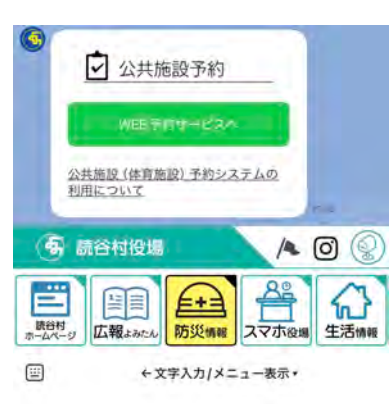 公共施設予約
WEB予約サービスへ
公共施設(体育施設)予約システムの
利用について
読谷村役場
読谷村
ホームページ
広報よみたん
防災情報
スマホ役場
生活情報
←文字入力/メニュー表示▾